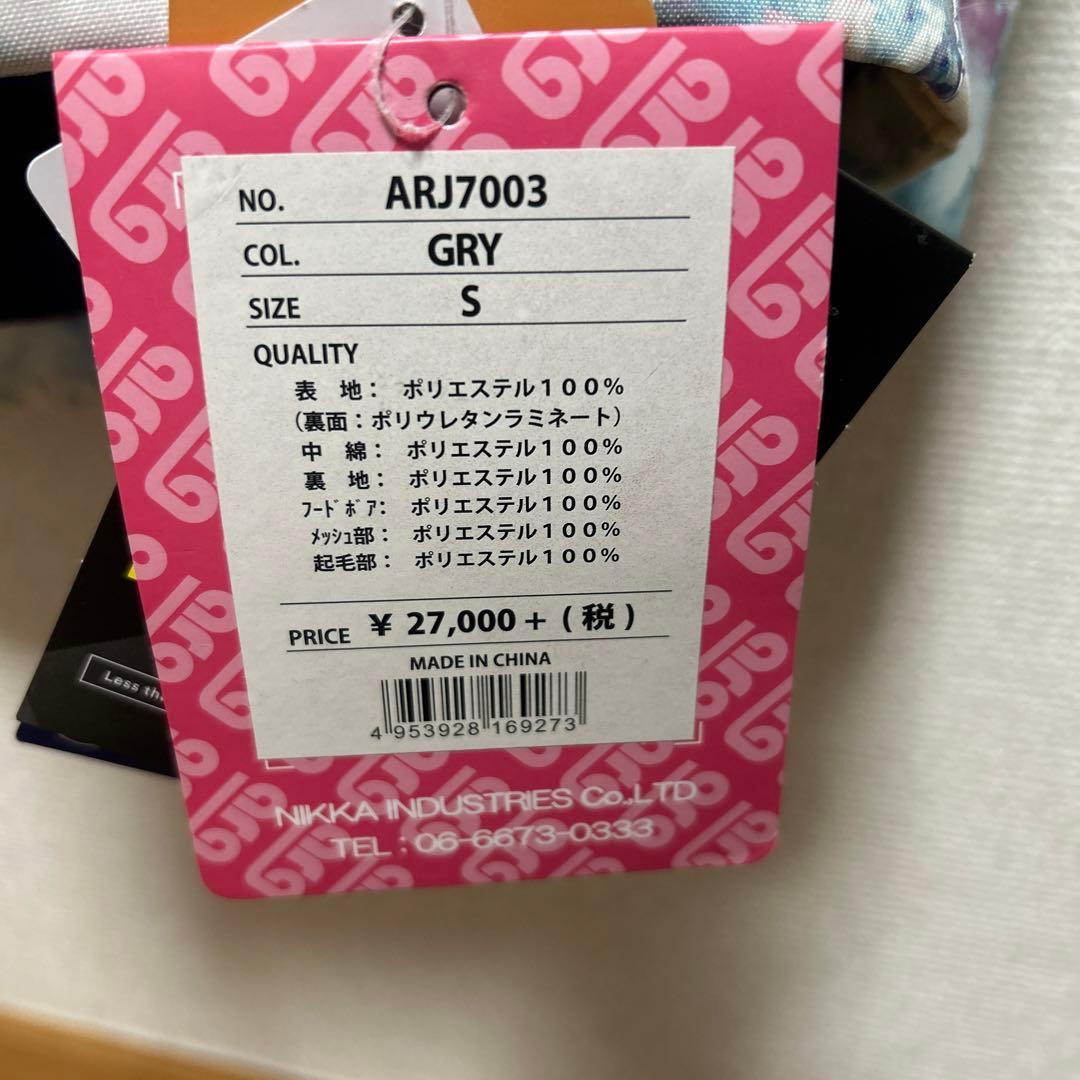 NO. ARJ7003
COL. GRY
SIZE S
QUALITY
表 地： ポリエステル１００％
（裏面：ポリウレタンラミネート）
中 綿： ポリエステル１００％
裏 地： ポリエステル１００％
ﾌｰﾄﾞﾎﾞｱ： ポリエステル１００％
ﾒｯｼｭ部： ポリエステル１００％
起毛部： ポリエステル１００％
PRICE ￥ 27,000 + ( 税 )
MADE IN CHINA
4 953928 169273
NIKKA INDUSTRIES Co.,LTD
TEL : 06-6673-0333
Less